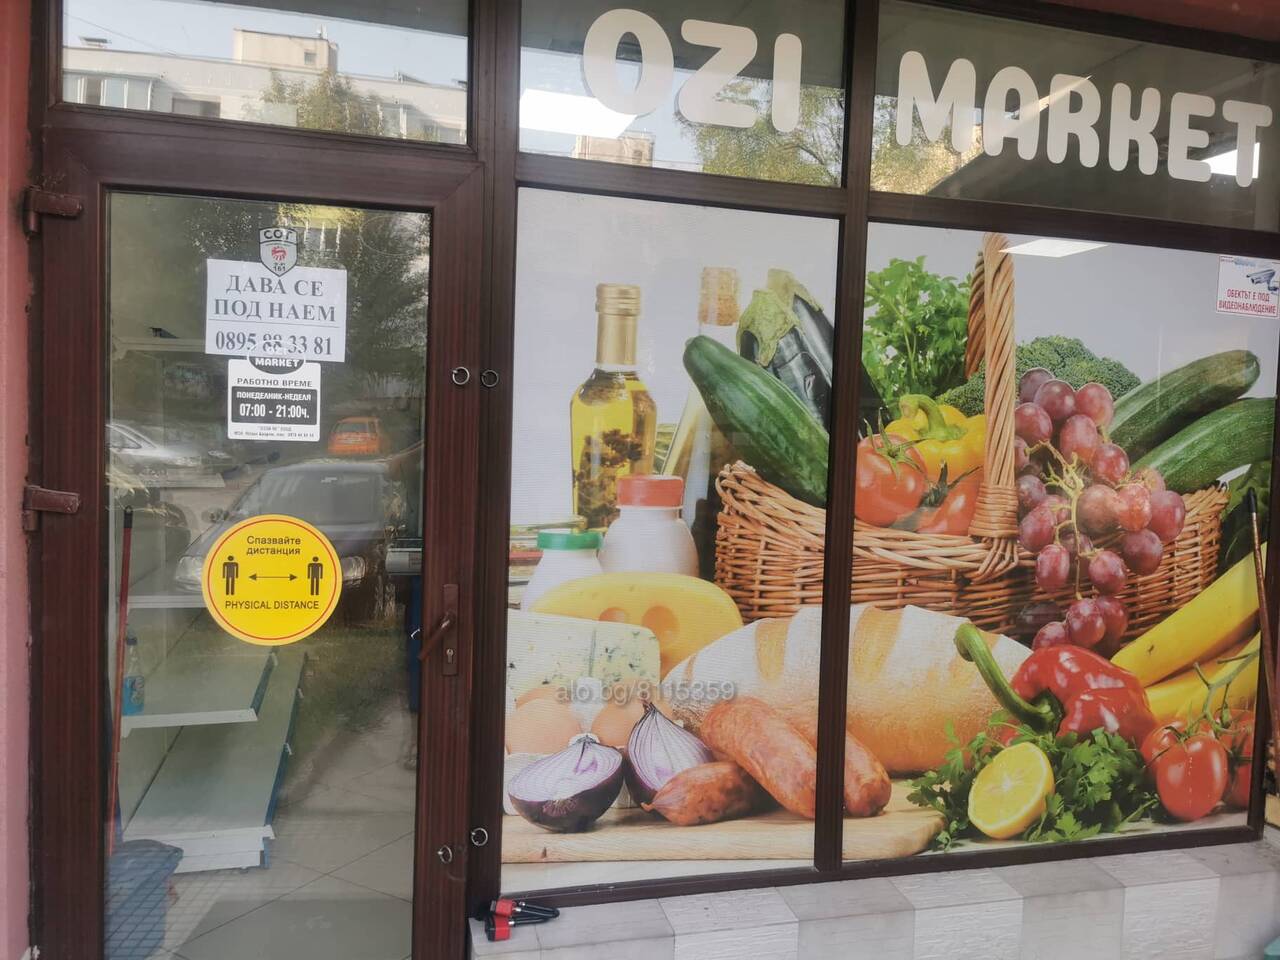 OZI MARKET
СОТ
161
ДАВА СЕ
ПОД НАЕМ
0895 88 33 81
OZI
MARKET
РАБОТНО ВРЕМЕ
ПОНЕДЕЛНИК-НЕДЕЛЯ
07:00 - 21:00ч.
Спазвайте
дистанция
PHYSICAL DISTANCE
ОБЕКТЪТ Е ПОД
ВИДЕОНАБЛЮДЕНИЕ
alo.bg/8115359